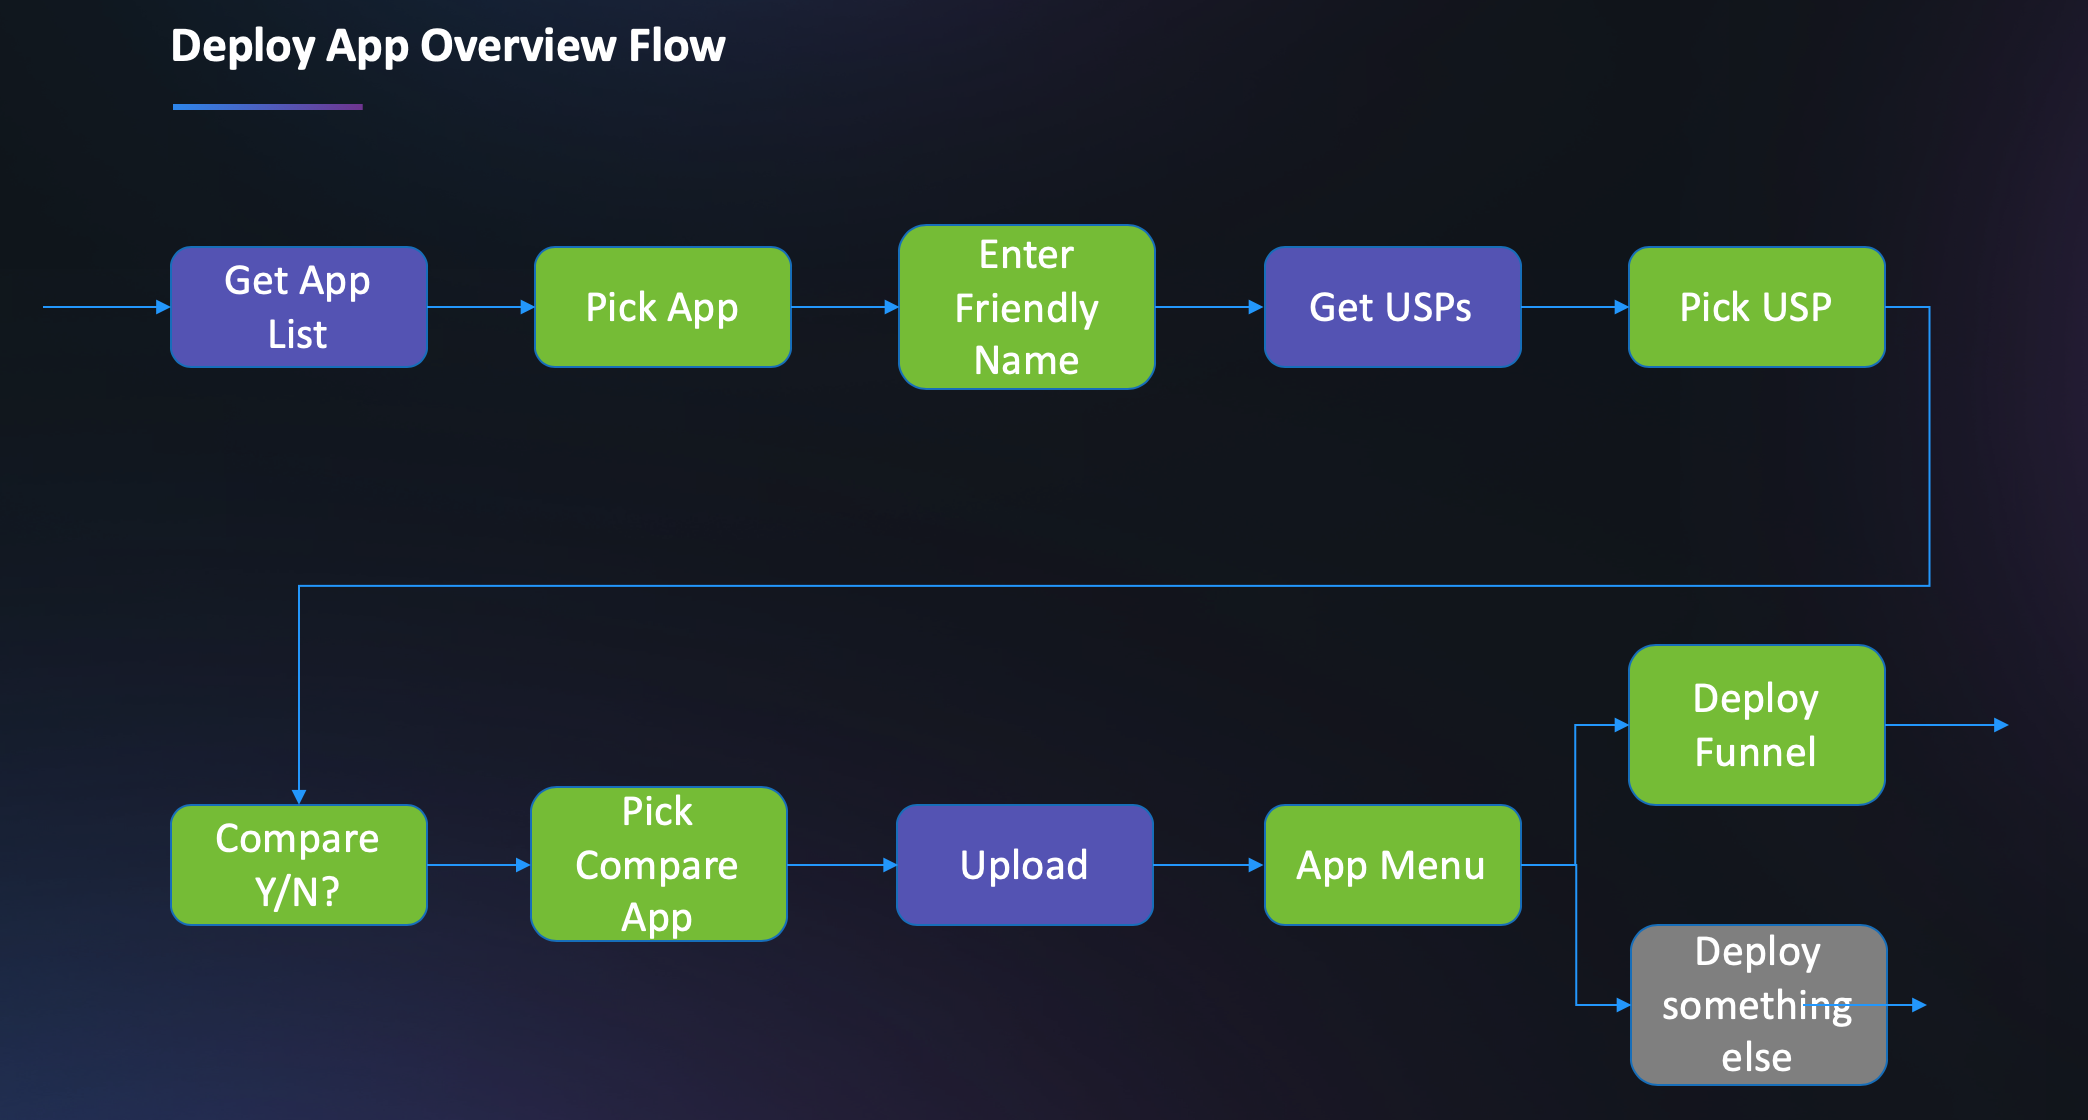 Deploy App Overview Flow
Get App
List
Pick App
Enter
Friendly
Name
Get USPs
Pick USP
Compare
Y/N?
Pick
Compare
App
Upload
App Menu
Deploy
Funnel
Deploy
something
else